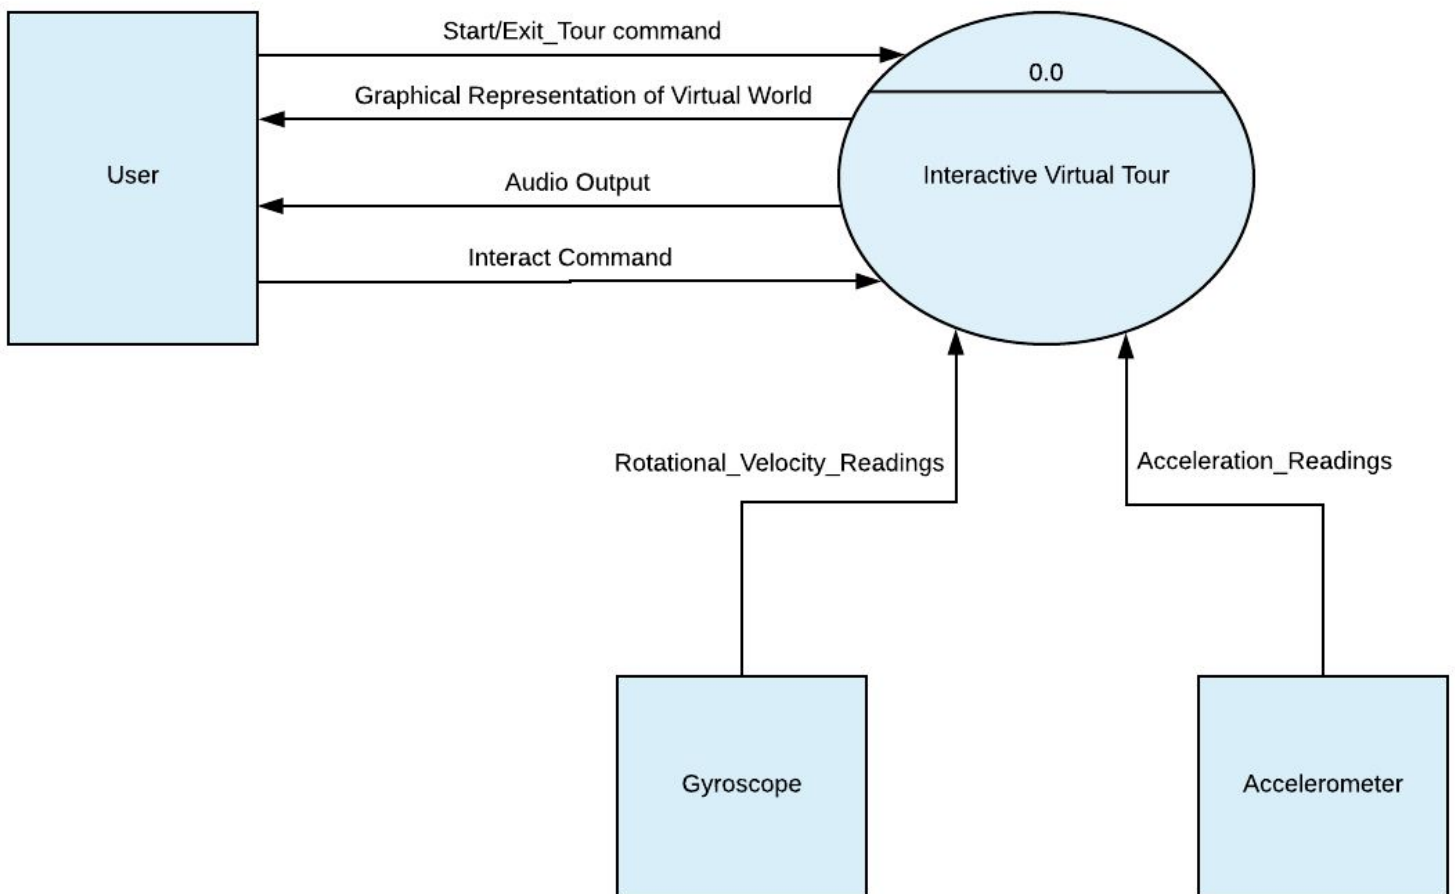 Start/Exit_Tour command
0.0
Graphical Representation of Virtual World
User
Interactive Virtual Tour
Audio Output
Interact Command
Rotational_Velocity_Readings
Acceleration_Readings
Gyroscope
Accelerometer